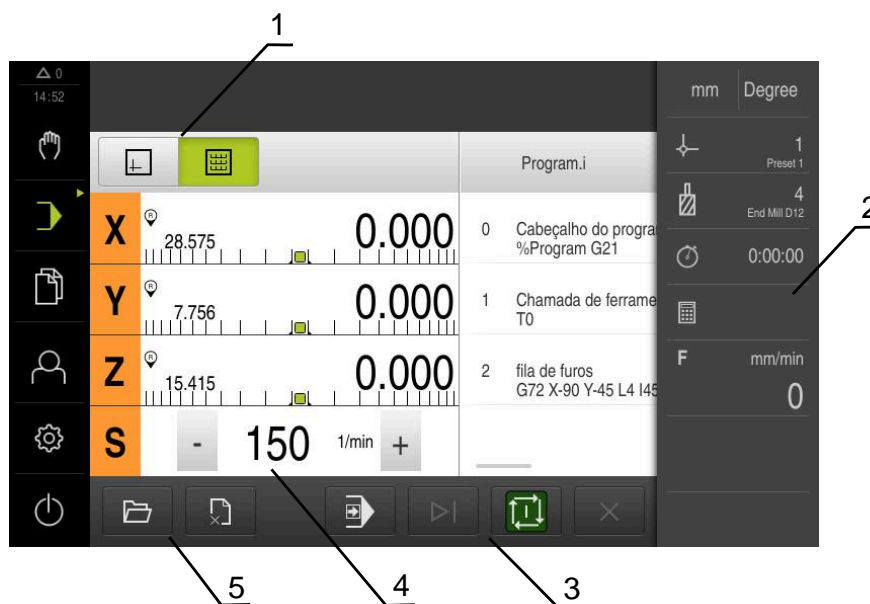 1
0
14:52
mm Degree
1
Preset 1
4
End Mill D12
2
0:00:00
F mm/min
0
Program.i
X R 28.575 0.000
Y R 7.756 0.000
Z R 15.415 0.000
S - 150 1/min +
0 Cabeçalho do progra
%Program G21
1 Chamada de ferrame
T0
2 fila de furos
G72 X-90 Y-45 L4 I45
I
5 4 3